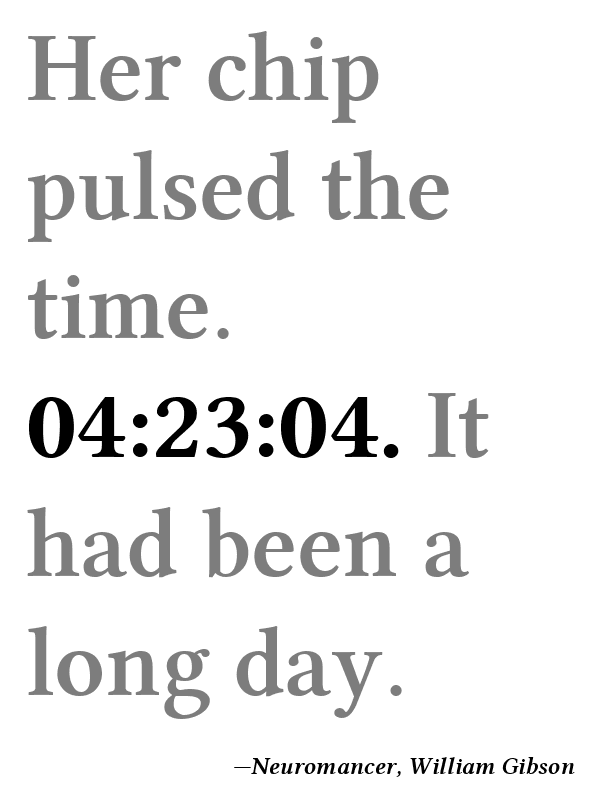 Her chip
pulsed the
time.
04:23:04. It
had been a
long day.
—Neuromancer, William Gibson